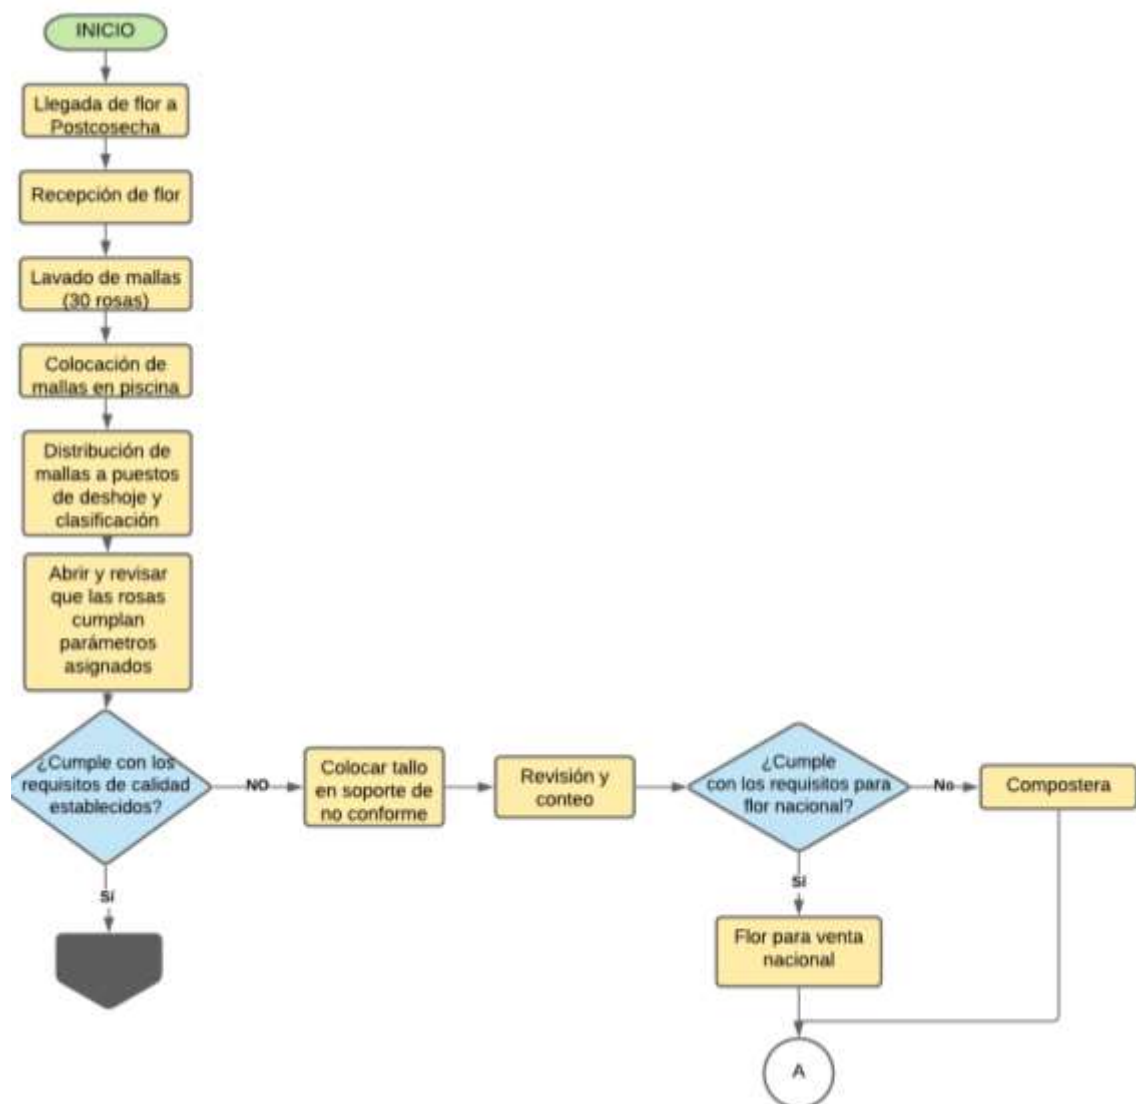 INICIO
Llegada de flor a
Postcosecha
Recepción de flor
Lavado de mallas
(30 rosas)
Colocación de
mallas en piscina
Distribución de
mallas a puestos
de deshoje y
clasificación
Abrir y revisar
que las rosas
cumplan
parámetros
asignados
¿Cumple con los
requisitos de calidad
establecidos?
NO
Colocar tallo
en soporte de
no conforme
Revisión y
conteo
¿Cumple
con los requisitos para
flor nacional?
No
Compostera
Sí
Sí
Flor para venta
nacional
A